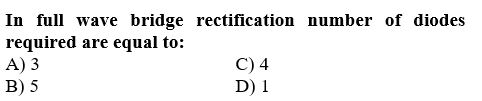 In full wave bridge rectification number of diodes
required are equal to:
A) 3 C) 4
B) 5 D) 1